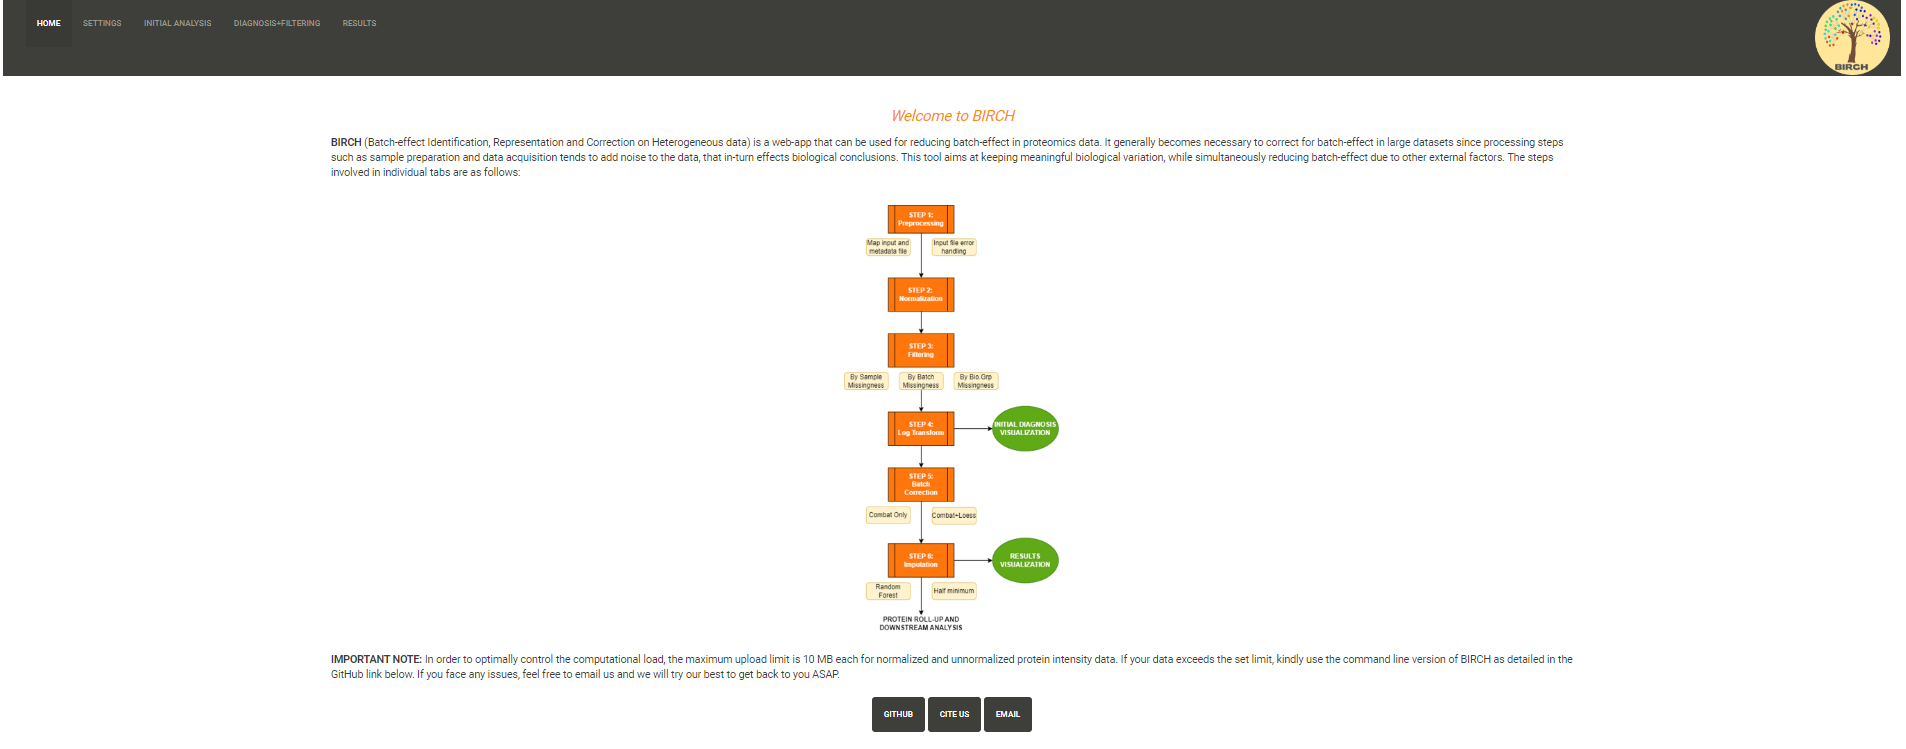 HOME SETTINGS INITIAL ANALYSIS DIAGNOSIS+FILTERING RESULTS
BIRCH
Welcome to BIRCH
BIRCH (Batch-effect Identification, Representation and Correction on Heterogeneous data) is a web-app that can be used for reducing batch-effect in proteomics data. It generally becomes necessary to correct for batch-effect in large datasets since processing steps
such as sample preparation and data acquisition tends to add noise to the data, that in-turn effects biological conclusions. This tool aims at keeping meaningful biological variation, while simultaneously reducing batch-effect due to other external factors. The steps
involved in individual tabs are as follows:
STEP 1:
Preprocessing
Map input and
metadata file
Input file error
handling
STEP 2:
Normalization
STEP 3:
Filtering
By Sample
Missingness
By Batch
Missingness
By Bio.Grp
Missingness
STEP 4:
Log Transform
INITIAL DIAGNOSIS
VISUALIZATION
STEP 5:
Batch
Correction
Combat Only
Combat+Loess
STEP 6:
Imputation
RESULTS
VISUALIZATION
Random
Forest
Half minimum
PROTEIN ROLL-UP AND
DOWNSTREAM ANALYSIS
IMPORTANT NOTE: In order to optimally control the computational load, the maximum upload limit is 10 MB each for normalized and unnormalized protein intensity data. If your data exceeds the set limit, kindly use the command line version of BIRCH as detailed in the
GitHub link below. If you face any issues, feel free to email us and we will try our best to get back to you ASAP.
GITHUB CITE US EMAIL